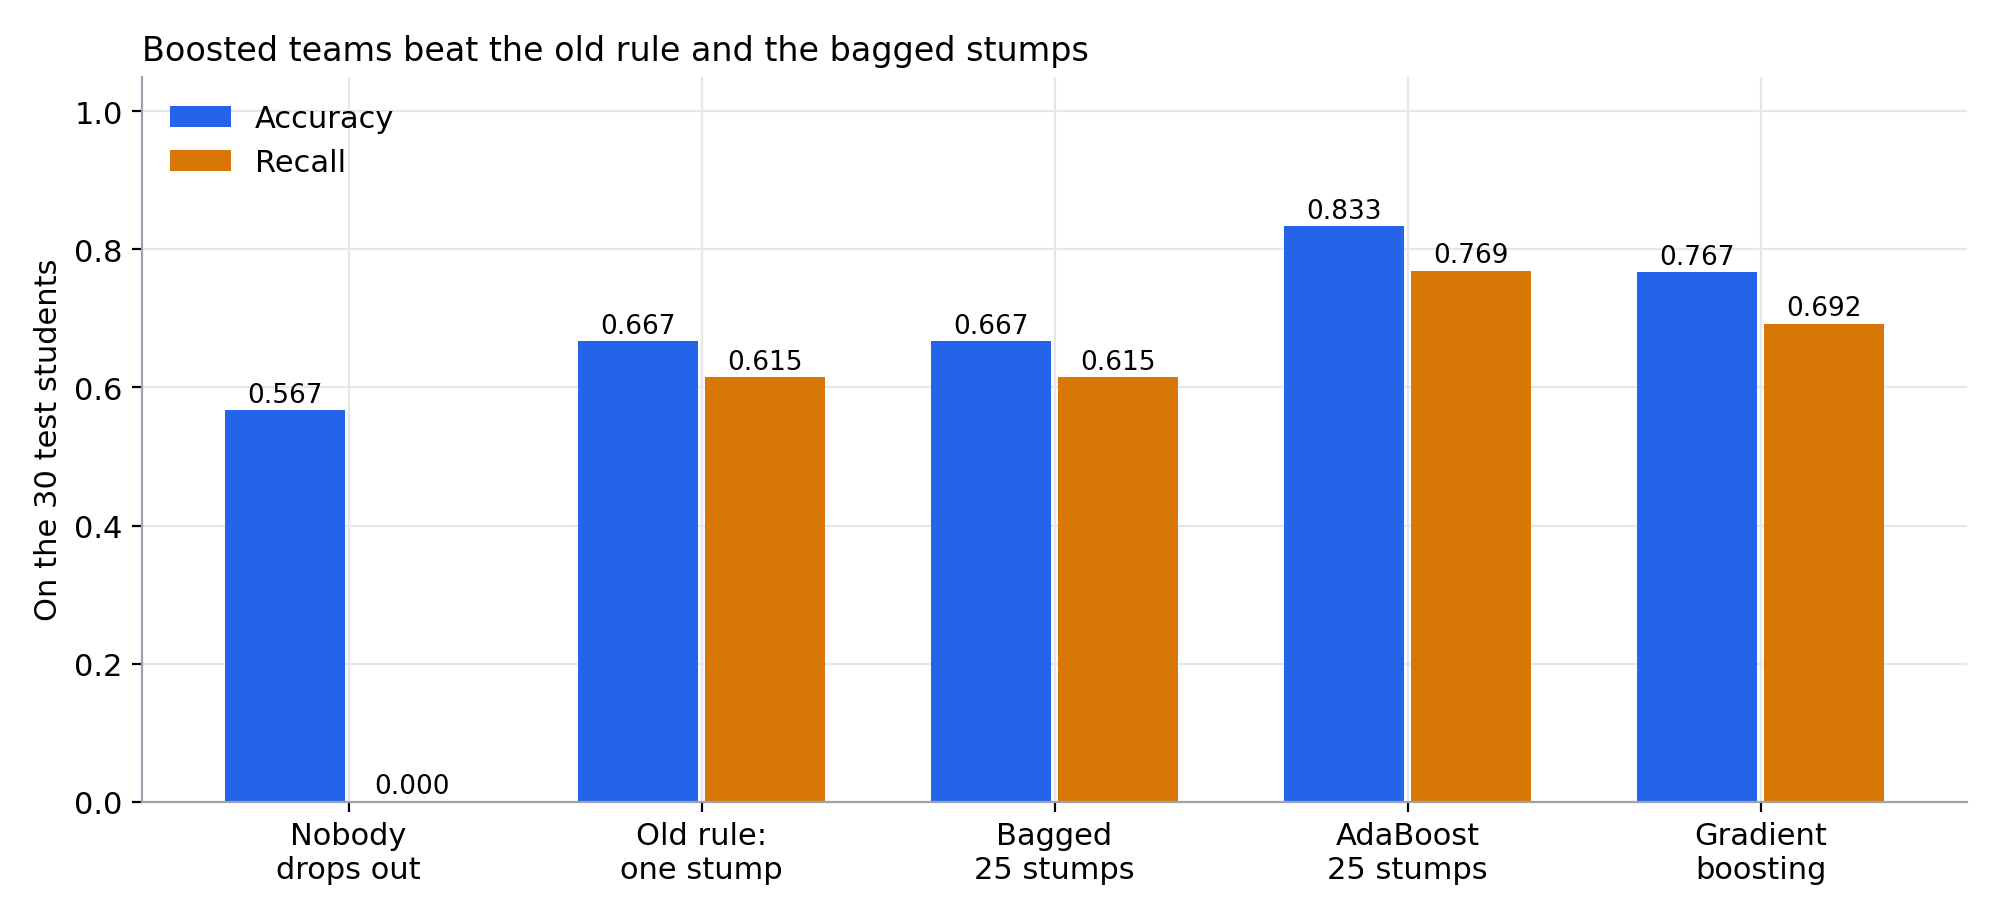 Boosted teams beat the old rule and the bagged stumps
Accuracy
Recall
On the 30 test students
1.0
0.8
0.6
0.4
0.2
0.0
0.567
0.000
0.667
0.615
0.667
0.615
0.833
0.769
0.767
0.692
Nobody
drops out
Old rule:
one stump
Bagged
25 stumps
AdaBoost
25 stumps
Gradient
boosting